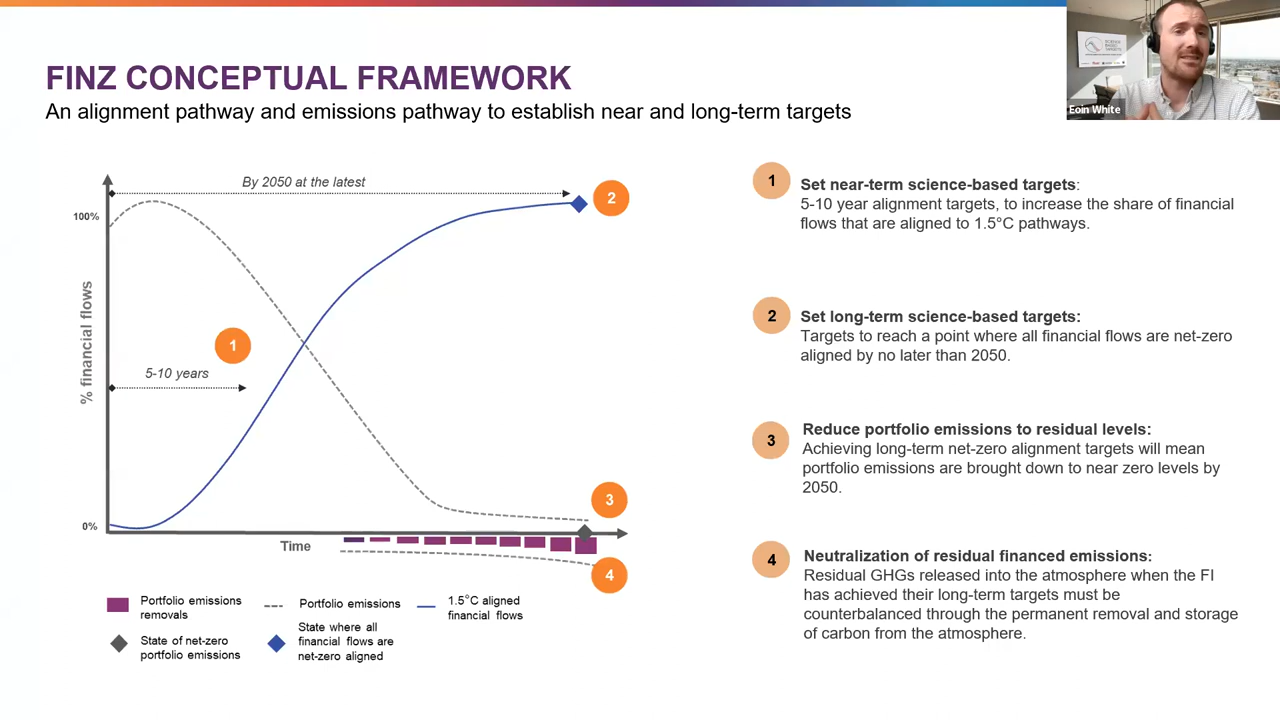 FINZ CONCEPTUAL FRAMEWORK
An alignment pathway and emissions pathway to establish near and long-term targets
SCIENCE
BASED
TARGETS
Eoin White
By 2050 at the latest
2
100%
% financial flows
1
5-10 years
3
0%
Time
4
Portfolio emissions
removals
Portfolio emissions
1.5°C aligned
financial flows
State of net-zero
portfolio emissions
State where all
financial flows are
net-zero aligned
1
Set near-term science-based targets:
5-10 year alignment targets, to increase the share of financial
flows that are aligned to 1.5°C pathways.
2
Set long-term science-based targets:
Targets to reach a point where all financial flows are net-zero
aligned by no later than 2050.
3
Reduce portfolio emissions to residual levels:
Achieving long-term net-zero alignment targets will mean
portfolio emissions are brought down to near zero levels by
2050.
4
Neutralization of residual financed emissions:
Residual GHGs released into the atmosphere when the FI
has achieved their long-term targets must be
counterbalanced through the permanent removal and storage
of carbon from the atmosphere.